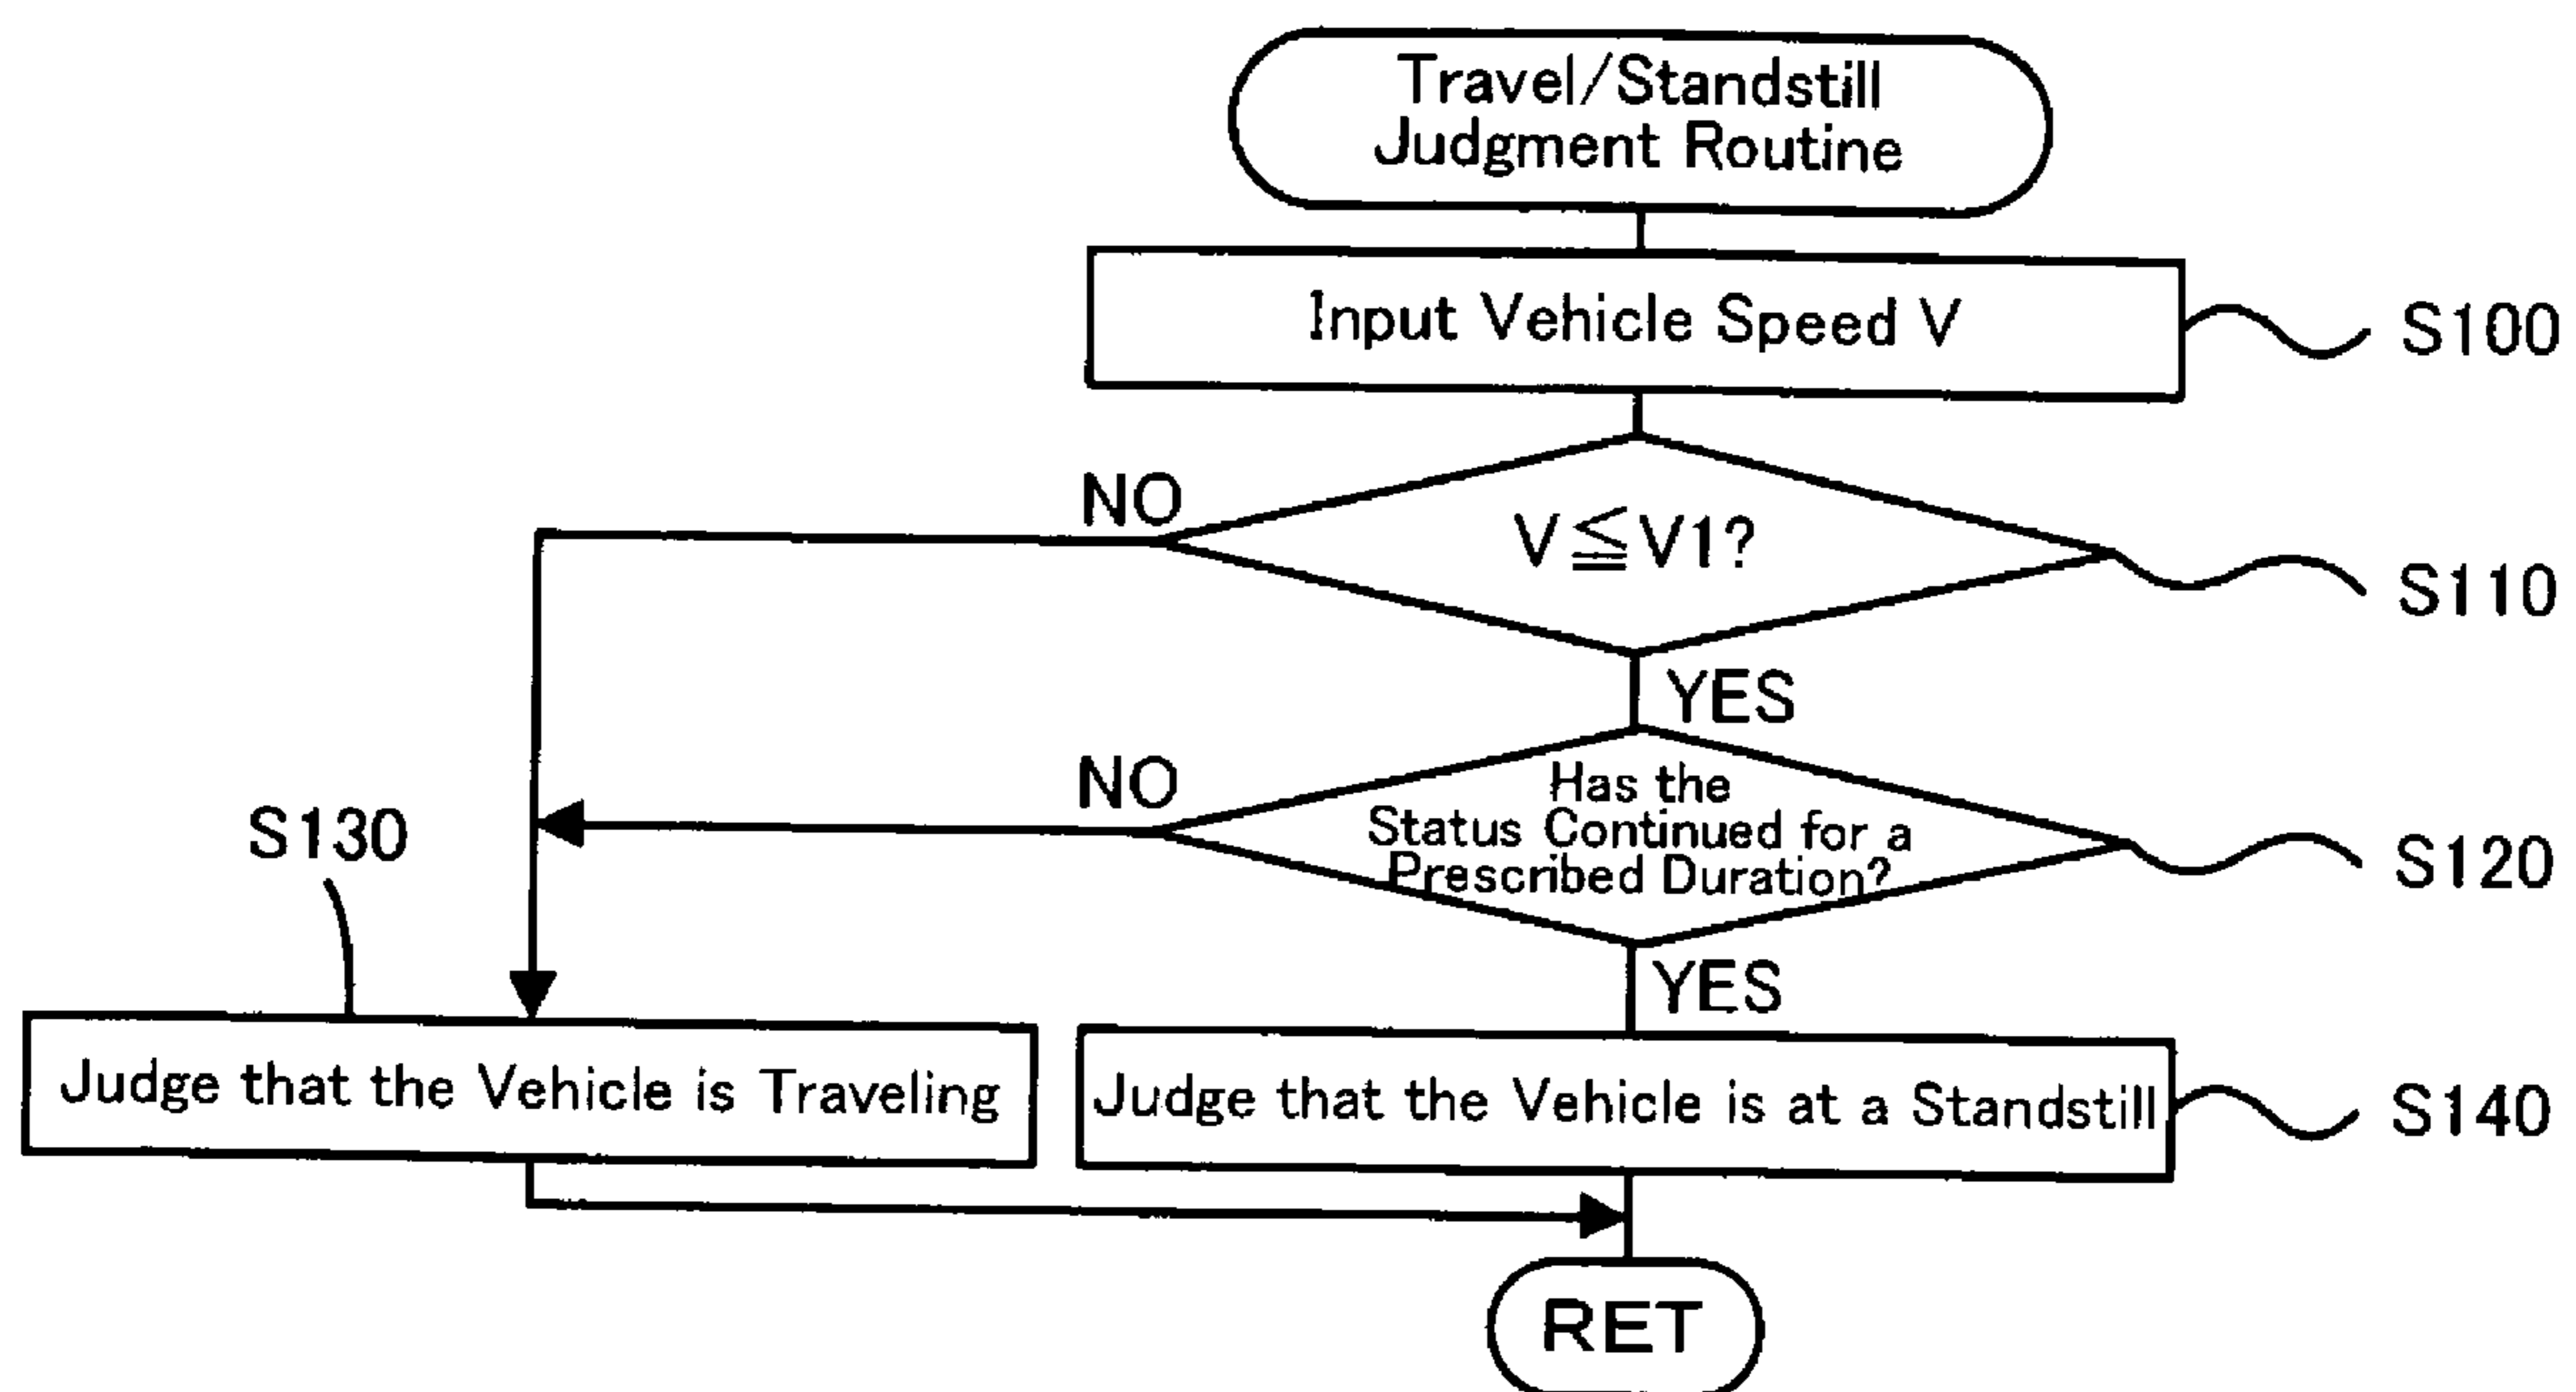 Travel/Standstill
Judgment Routine
Input Vehicle Speed V
S100
NO
V≦V1?
S110
YES
NO
Has the
Status Continued for a
Prescribed Duration?
S120
S130
YES
Judge that the Vehicle is Traveling
Judge that the Vehicle is at a Standstill
S140
RET